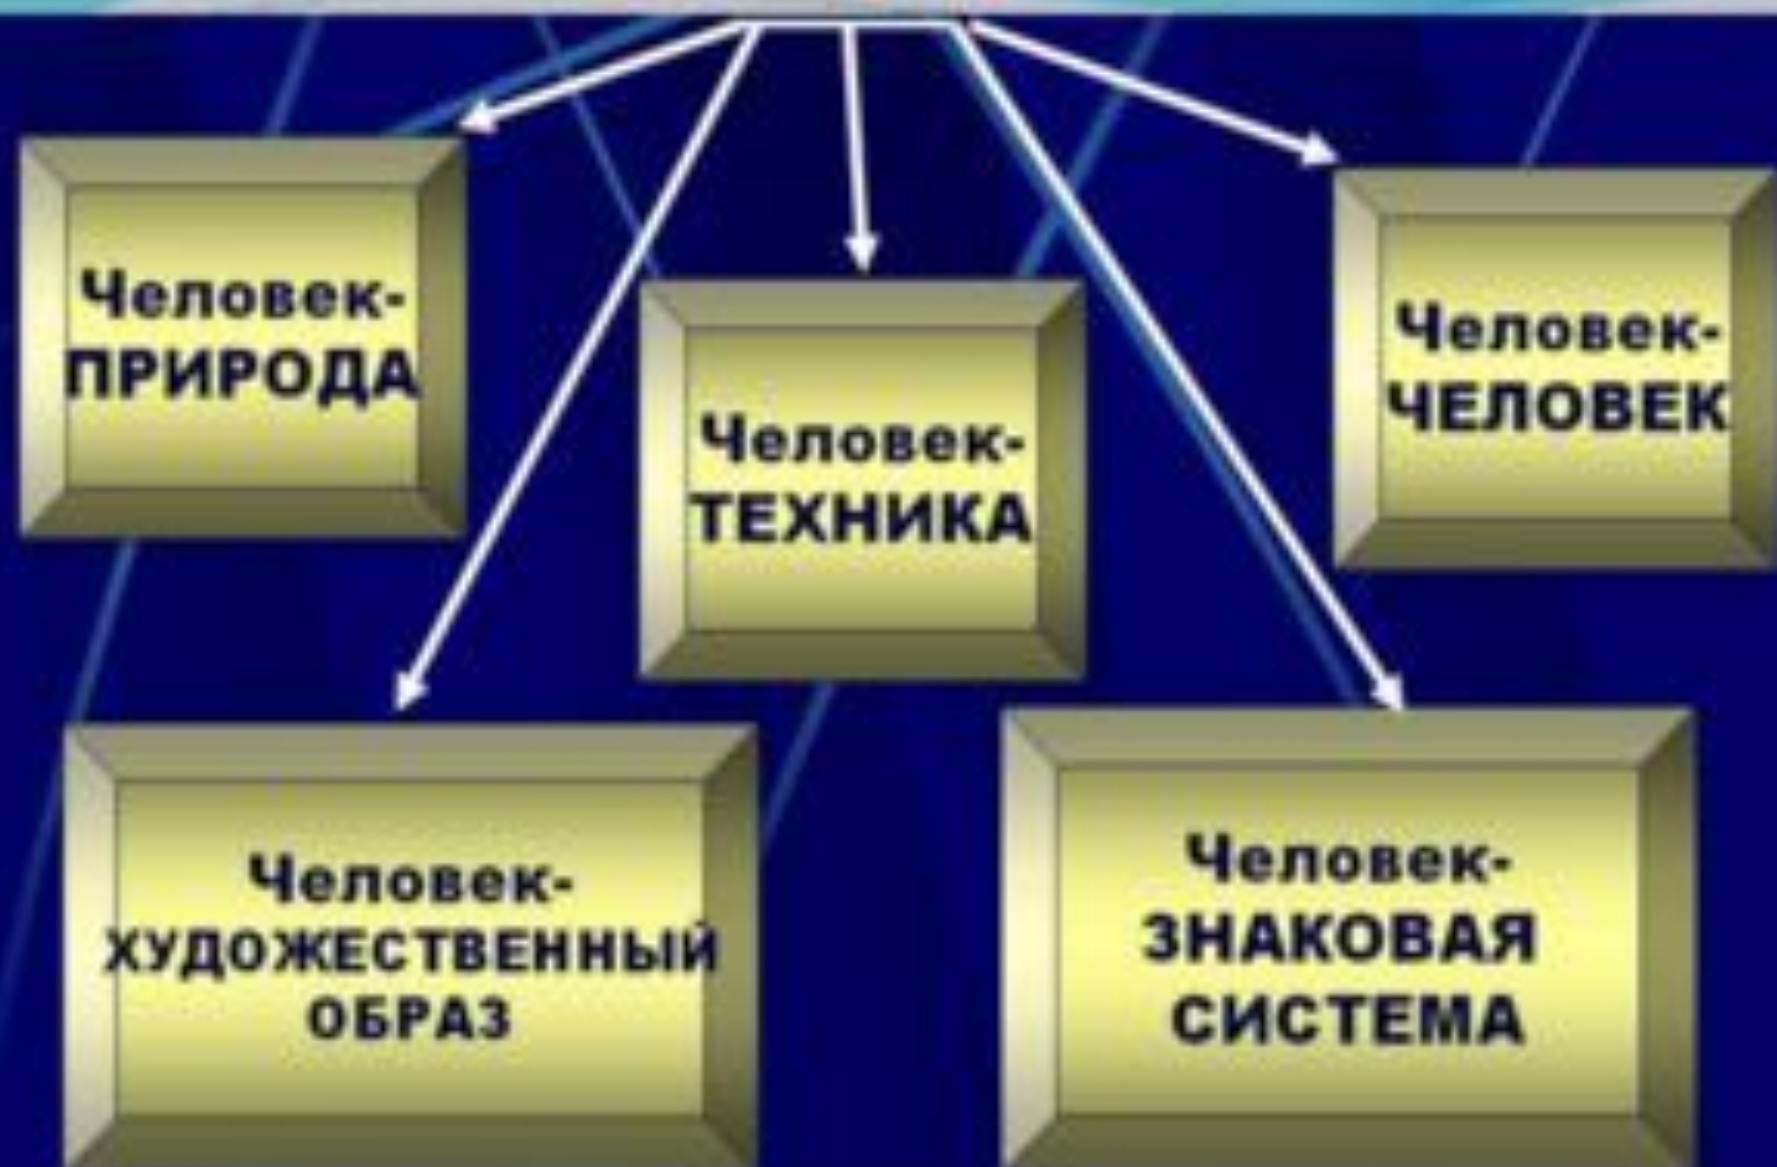 Человек-
ПРИРОДА
Человек-
ТЕХНИКА
Человек-
ЧЕЛОВЕК
Человек-
ХУДОЖЕСТВЕННЫЙ
ОБРАЗ
Человек-
ЗНАКОВАЯ
СИСТЕМА